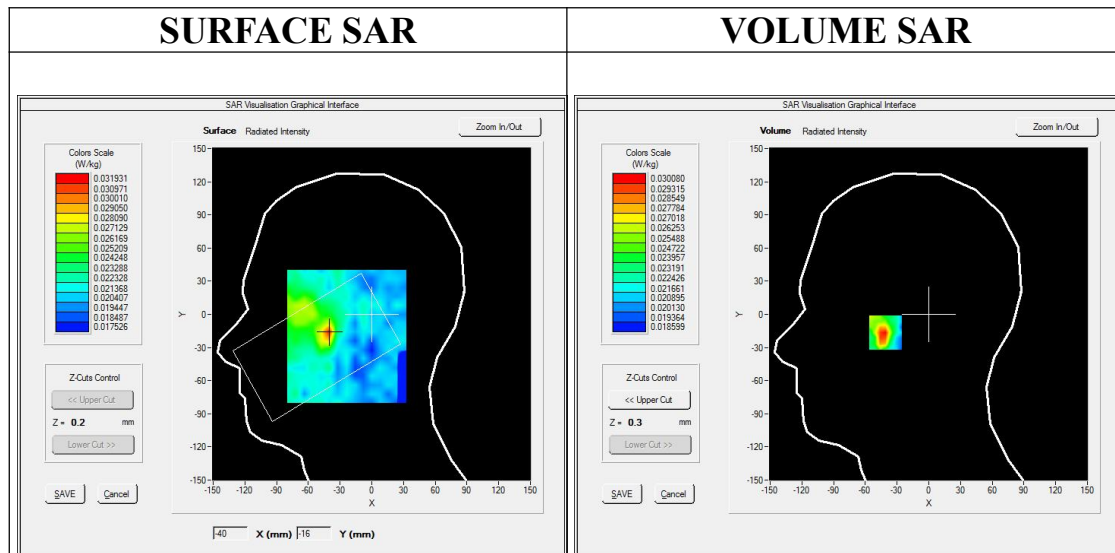 SURFACE SAR
VOLUME SAR
SAR Visualisation Graphical Interface
Surface Radiated Intensity
Zoom In/Out
Colors Scale
(W/kg)
0.031931
0.030971
0.030010
0.029050
0.028090
0.027129
0.026169
0.025209
0.024248
0.023288
0.022328
0.021368
0.020407
0.019447
0.018487
0.017526
Z-Cuts Control
<< Upper Cut
Z = 0.2 mm
Lower Cut >>
SAVE Cancel
150
120
90
60
30
0
-30
-60
-90
-120
-150
Y
-150 -120 -90 -60 -30 0 30 60 90 120 150
X
-40 X (mm) -16 Y (mm)
SAR Visualisation Graphical Interface
Volume Radiated Intensity
Zoom In/Out
Colors Scale
(W/kg)
0.030080
0.029315
0.028549
0.027784
0.027018
0.026253
0.025488
0.024722
0.023957
0.023191
0.022426
0.021661
0.020895
0.020130
0.019364
0.018599
Z-Cuts Control
<< Upper Cut
Z = 0.3 mm
Lower Cut >>
SAVE Cancel
150
120
90
60
30
0
-30
-60
-90
-120
-150
Y
-150 -120 -90 -60 -30 0 30 60 90 120 150
X